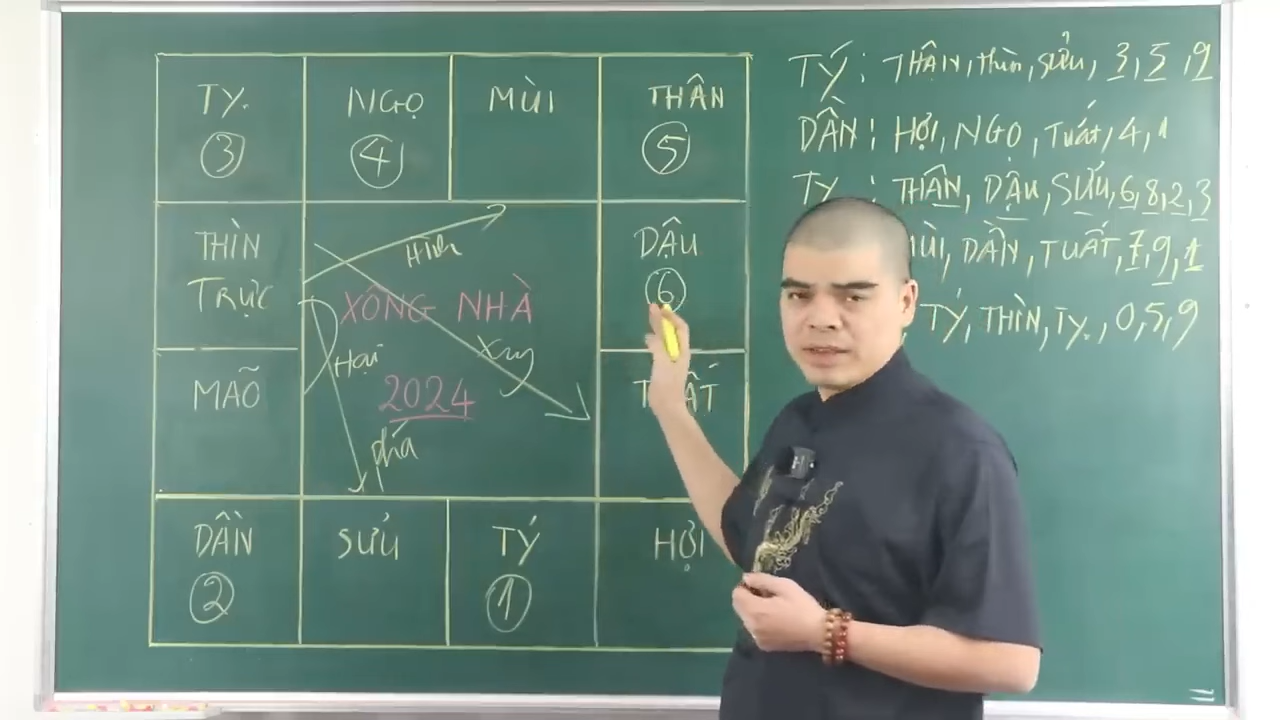 TỴ NGỌ MÙI THÂN
3 4 5
THÌN DẬU
TRỰC 6
Hình
XÔNG NHÀ
Hại Xung
MÃO
2024
phá
DẦN SỬU TÝ HỢI
2 1
TÝ: THÂN, thìn, sửu, 3, 5, 9
DẦN: HỢI, NGỌ, Tuất, 4, 1
TỴ: THÂN, DẬU, SỬU, 6, 8, 2, 3
MÙI, DẦN, TUẤT, 7, 9, 1
TÝ, THÌN, TỴ, 0, 5, 9